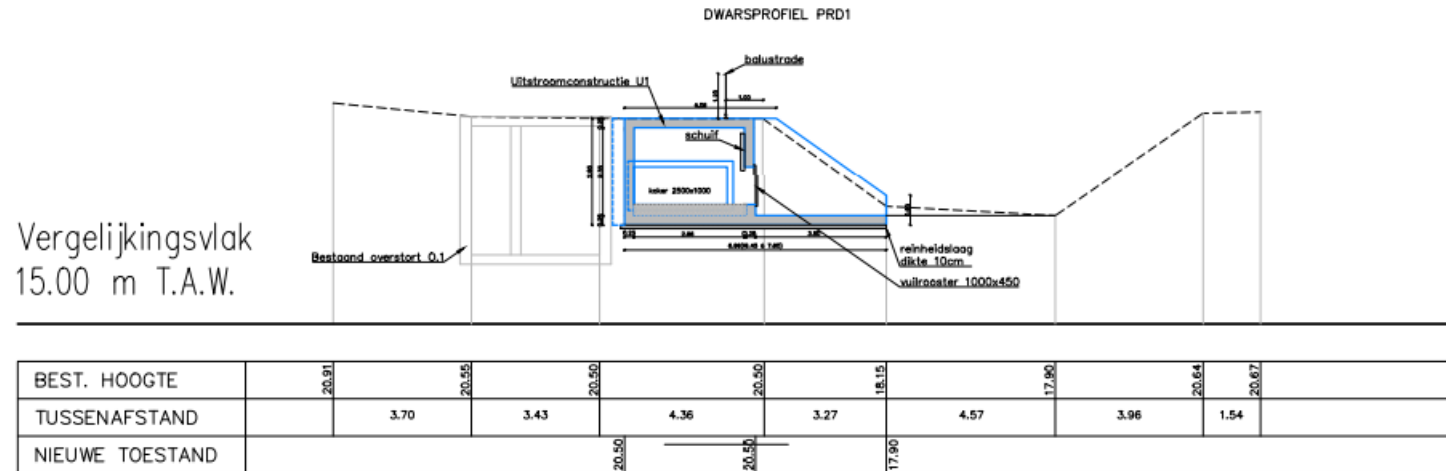 DWARSPROFIEL PRD1
balustrade
Uitstroomconstructie U1
1.00
schuif
koker 2500x1000
Vergelijkingsvlak
15.00 m T.A.W.
Bestaand overstort O.1
reinheidslaag
dikte 10cm
vuilrooster 1000x450
BEST. HOOGTE 20.91 20.55 20.50 20.50 18.15 17.90 20.64 20.67
TUSSENAFSTAND 3.70 3.43 4.36 3.27 4.57 3.96 1.54
NIEUWE TOESTAND 20.50 20.50 17.90